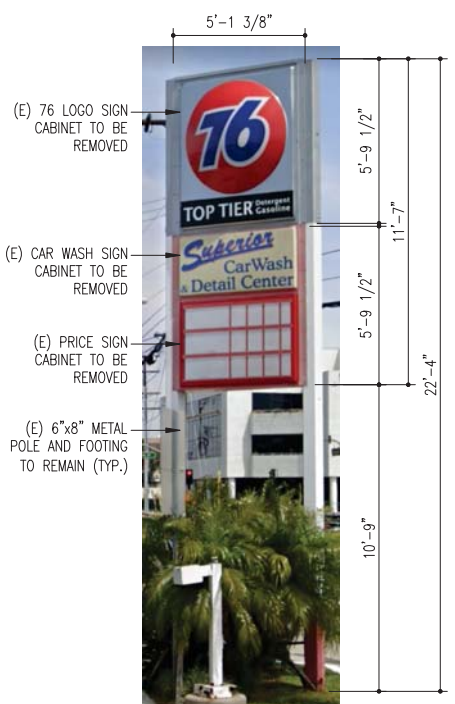 5'-1 3/8"
(E) 76 LOGO SIGN
CABINET TO BE
REMOVED
76
TOP TIER Detergent
Gasoline
(E) CAR WASH SIGN
CABINET TO BE
REMOVED
Superior
CarWash
& Detail Center
(E) PRICE SIGN
CABINET TO BE
REMOVED
(E) 6"x8" METAL
POLE AND FOOTING
TO REMAIN (TYP.)
5'-9 1/2"
5'-9 1/2"
11'-7"
22'-4"
10'-9"